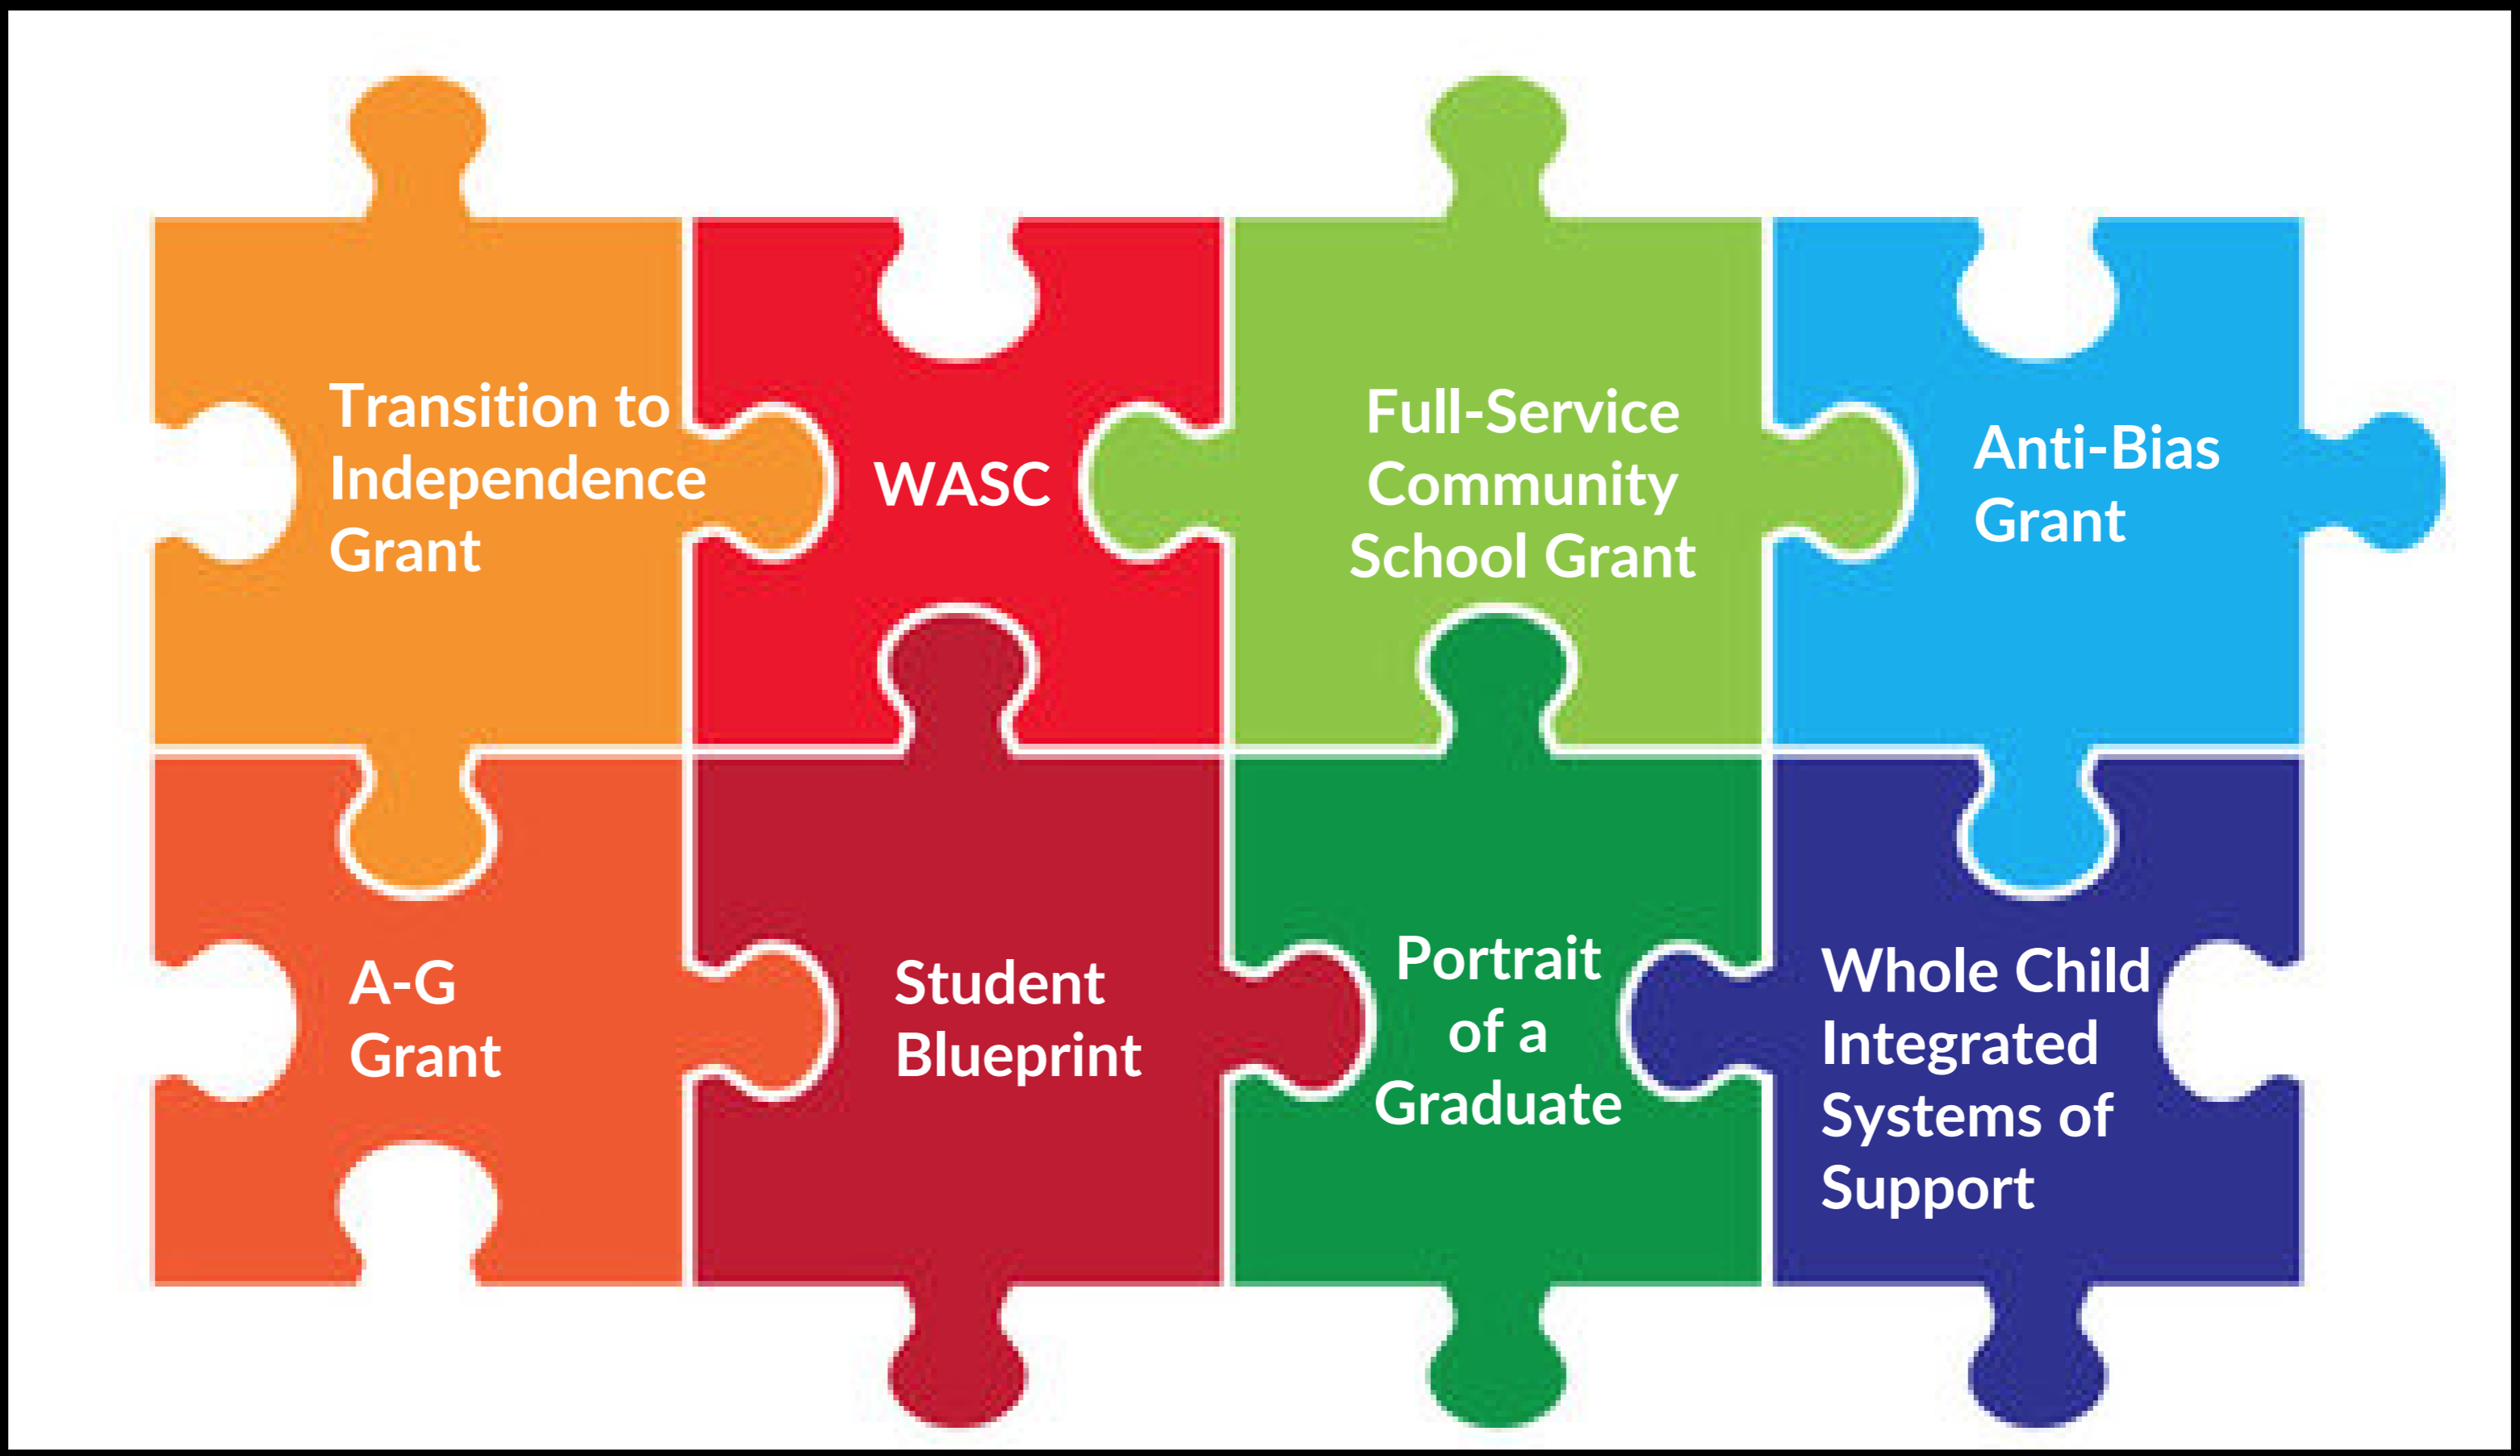 Transition to
Independence
Grant
WASC
Full-Service
Community
School Grant
Anti-Bias
Grant
A-G
Grant
Student
Blueprint
Portrait
of a
Graduate
Whole Child
Integrated
Systems of
Support